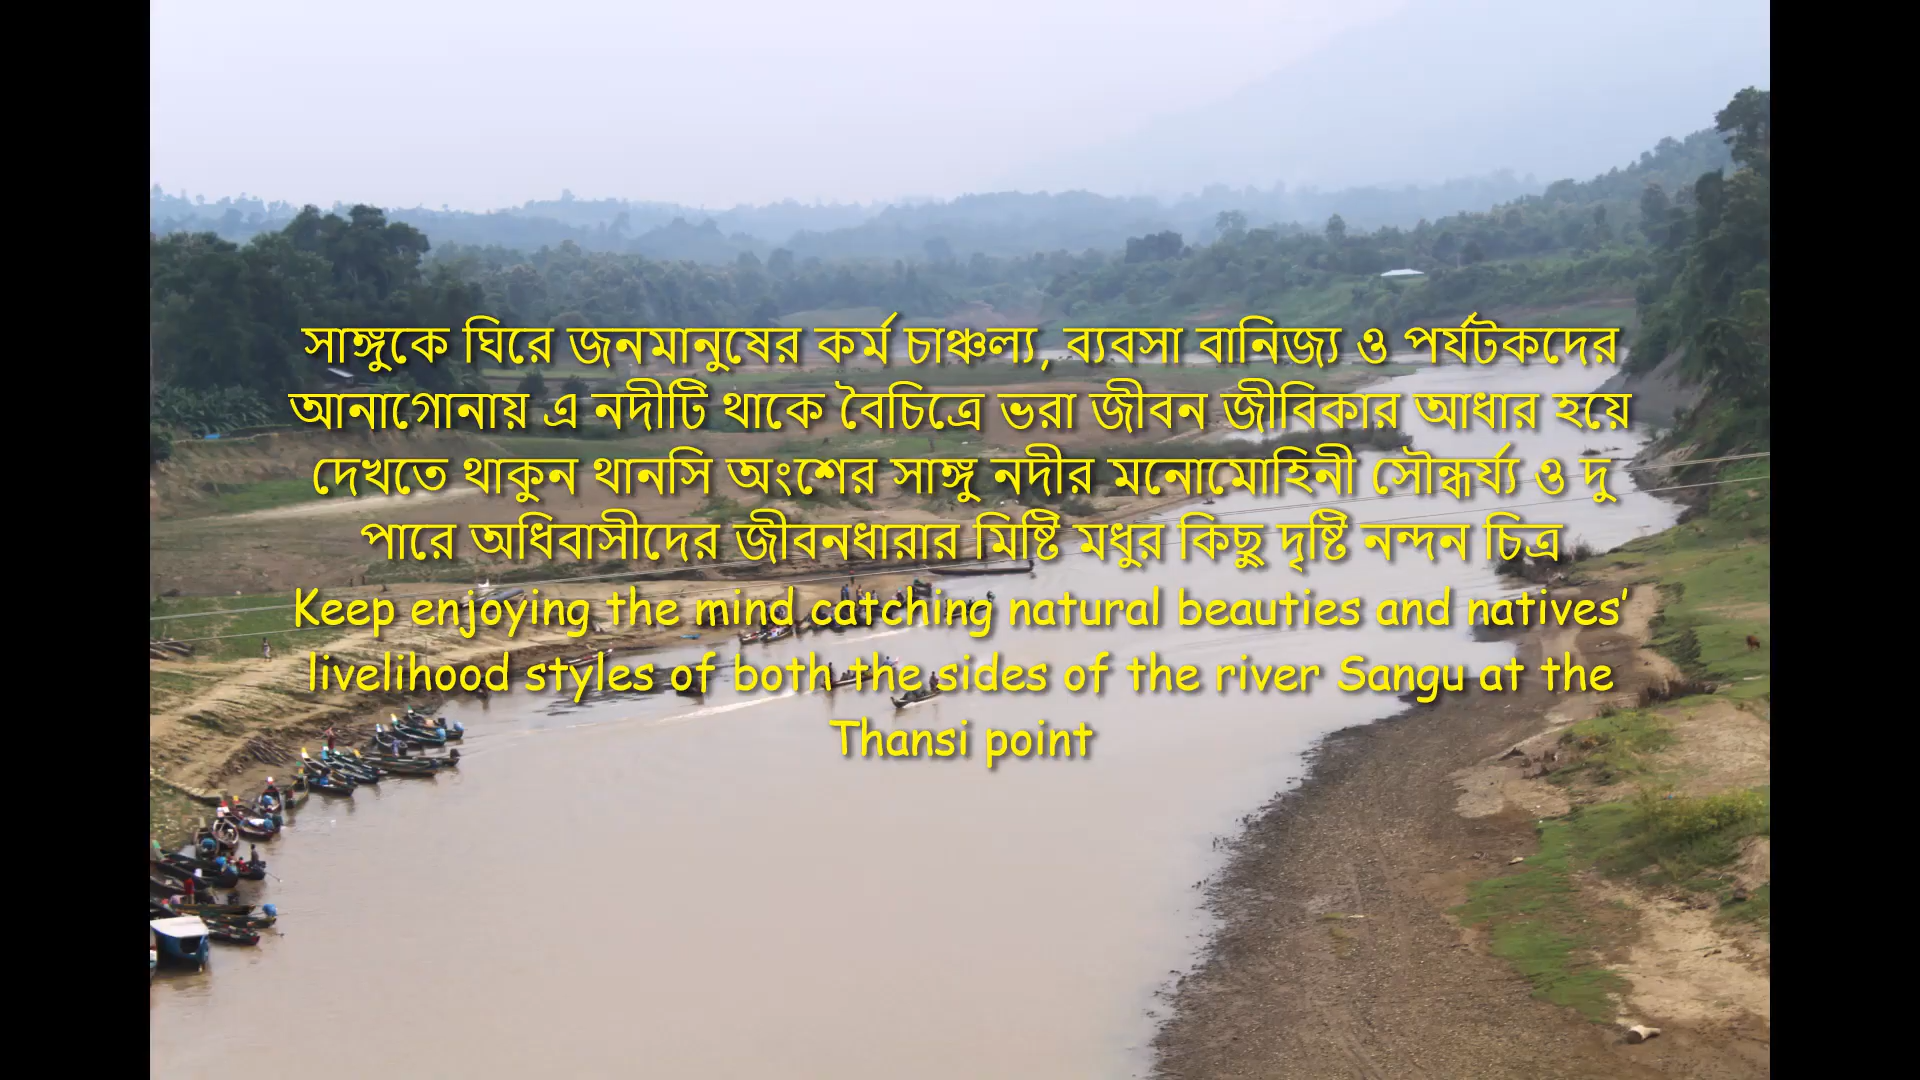 সাঙ্গুকে ঘিরে জনমানুষের কর্ম চাঞ্চল্য, ব্যবসা বানিজ্য ও পর্যটকদের
আনাগোনায় এ নদীটি থাকে বৈচিত্রে ভরা জীবন জীবিকার আধার হয়ে
দেখতে থাকুন থানসি অংশের সাঙ্গু নদীর মনোমোহিনী সৌন্ধর্য্য ও দু
পারে অধিবাসীদের জীবনধারার মিষ্টি মধুর কিছু দৃষ্টি নন্দন চিত্র
Keep enjoying the mind catching natural beauties and natives’
livelihood styles of both the sides of the river Sangu at the
Thansi point